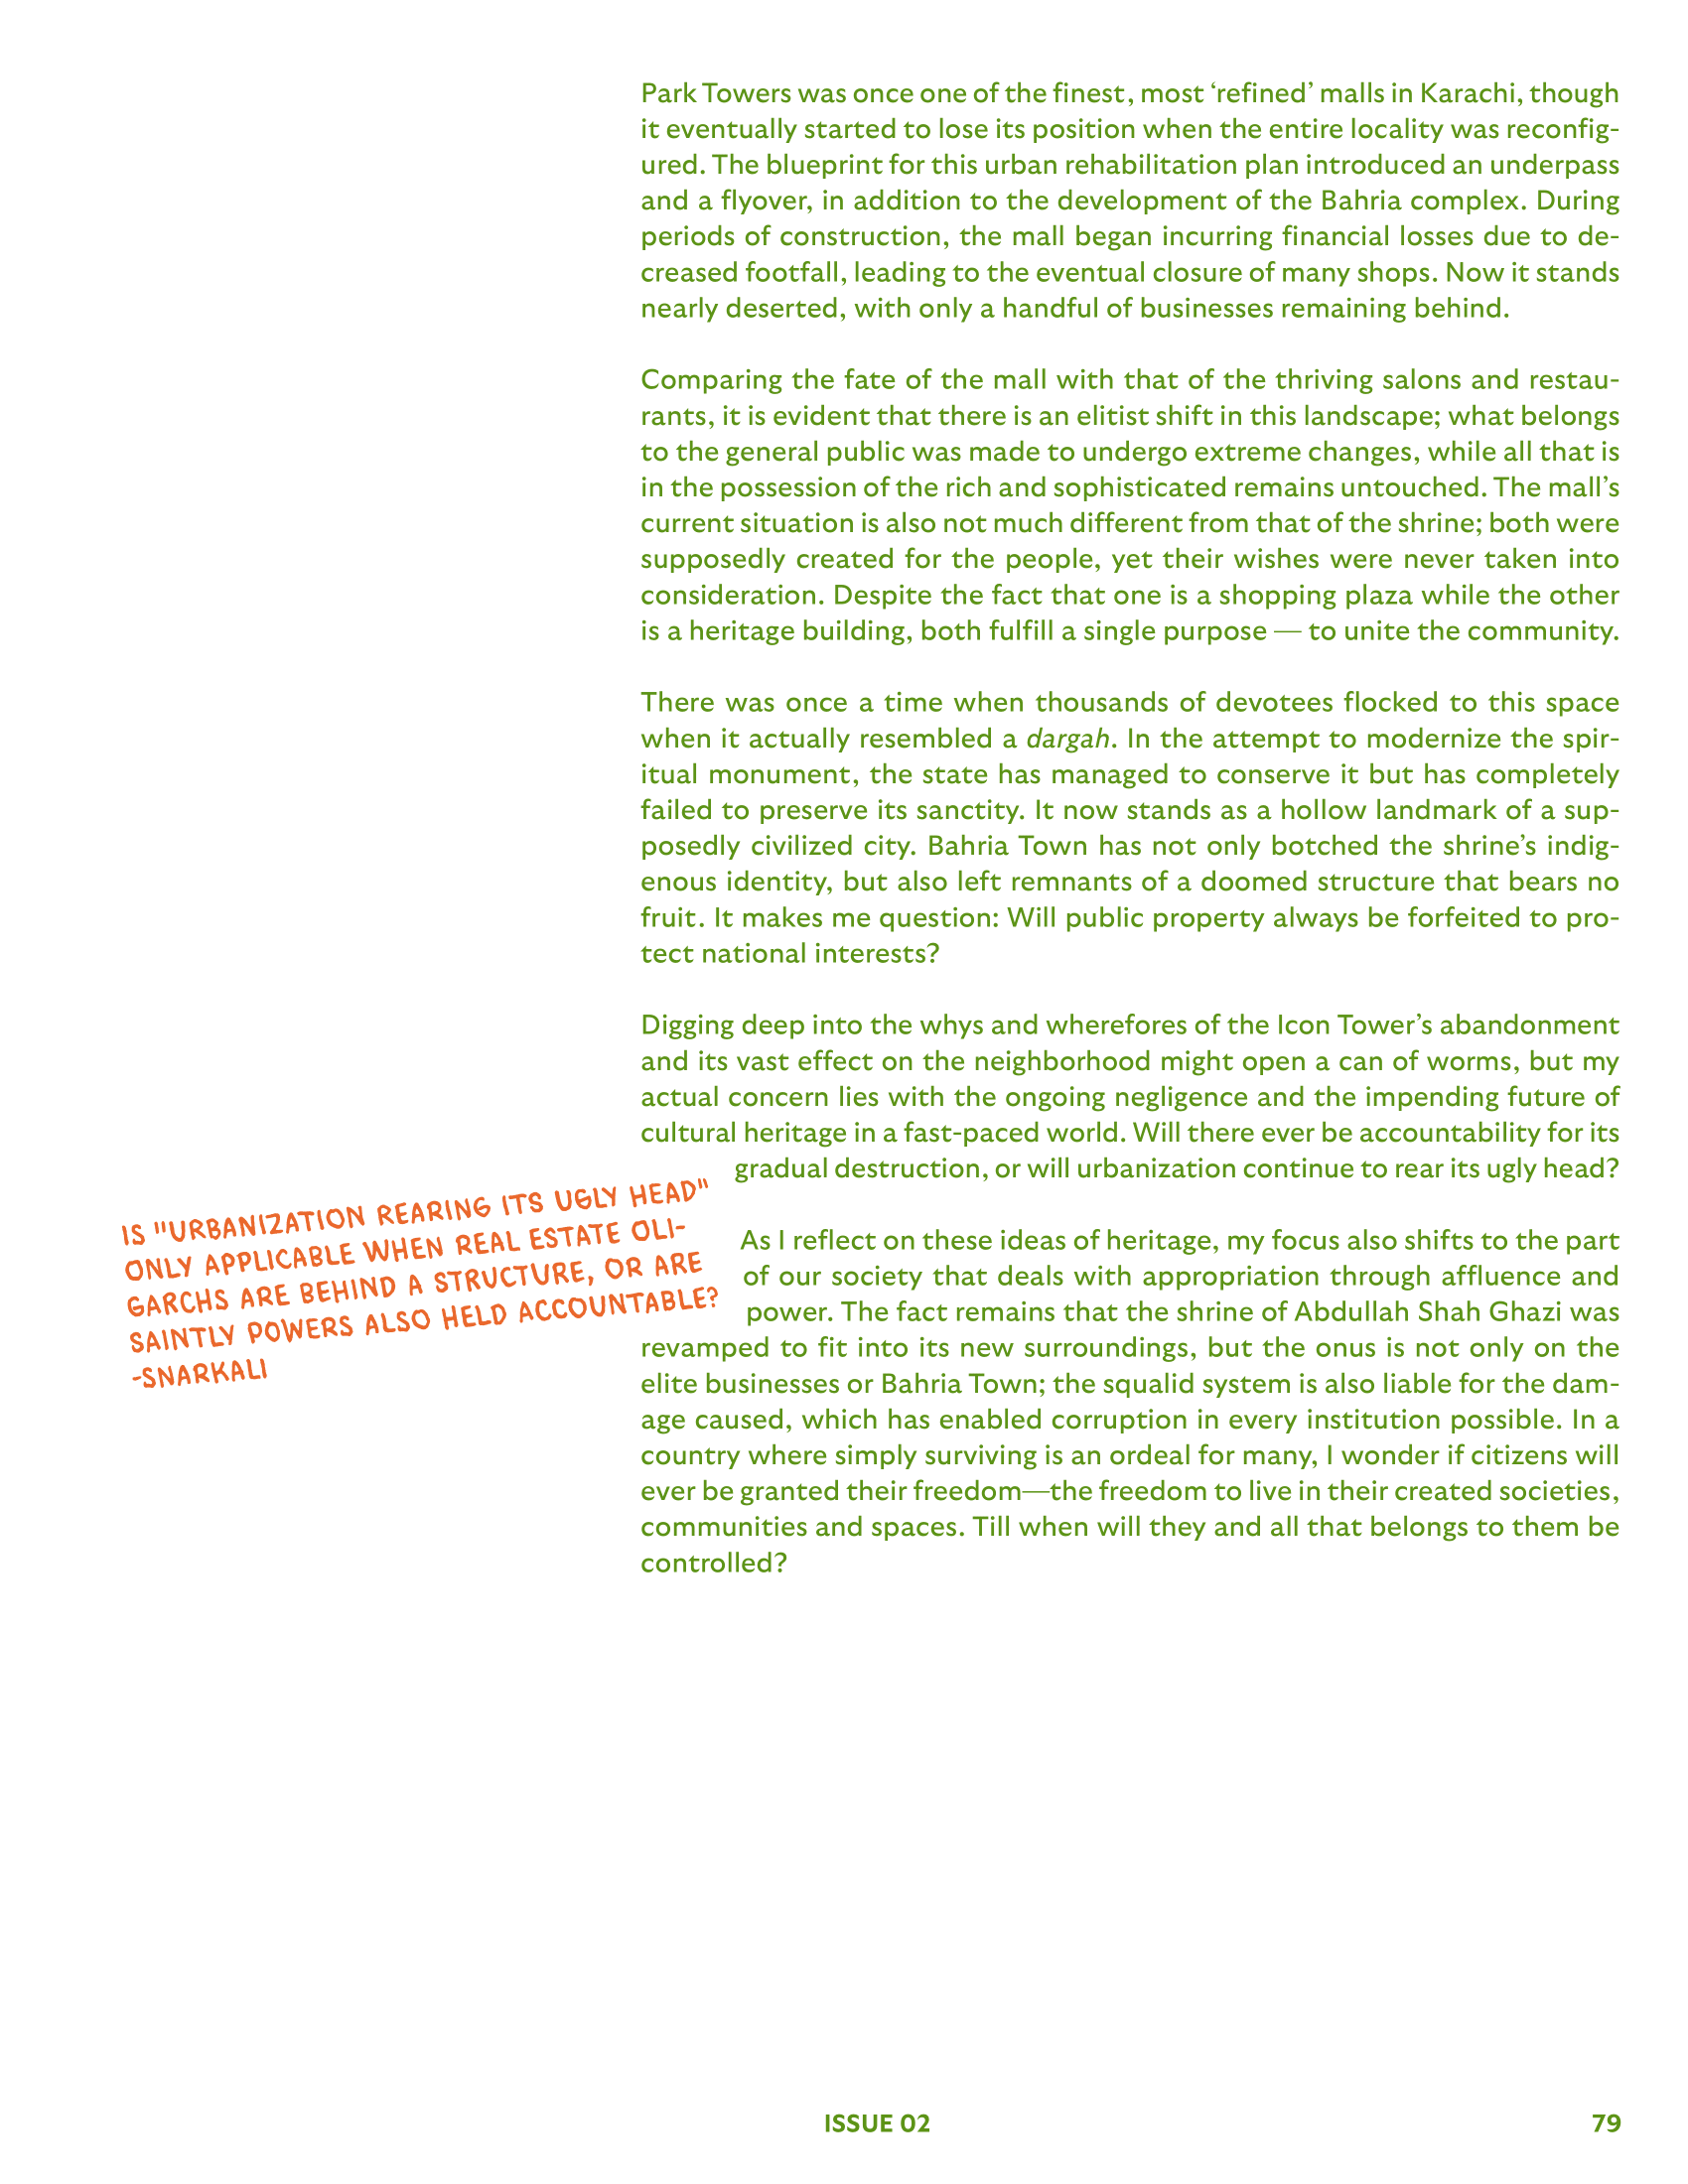 Park Towers was once one of the finest, most ‘refined’ malls in Karachi, though
it eventually started to lose its position when the entire locality was reconfig-
ured. The blueprint for this urban rehabilitation plan introduced an underpass
and a flyover, in addition to the development of the Bahria complex. During
periods of construction, the mall began incurring financial losses due to de-
creased footfall, leading to the eventual closure of many shops. Now it stands
nearly deserted, with only a handful of businesses remaining behind.

Comparing the fate of the mall with that of the thriving salons and restau-
rants, it is evident that there is an elitist shift in this landscape; what belongs
to the general public was made to undergo extreme changes, while all that is
in the possession of the rich and sophisticated remains untouched. The mall’s
current situation is also not much different from that of the shrine; both were
supposedly created for the people, yet their wishes were never taken into
consideration. Despite the fact that one is a shopping plaza while the other
is a heritage building, both fulfill a single purpose — to unite the community.

There was once a time when thousands of devotees flocked to this space
when it actually resembled a dargah. In the attempt to modernize the spir-
itual monument, the state has managed to conserve it but has completely
failed to preserve its sanctity. It now stands as a hollow landmark of a sup-
posedly civilized city. Bahria Town has not only botched the shrine’s indig-
enous identity, but also left remnants of a doomed structure that bears no
fruit. It makes me question: Will public property always be forfeited to pro-
tect national interests?

Digging deep into the whys and wherefores of the Icon Tower’s abandonment
and its vast effect on the neighborhood might open a can of worms, but my
actual concern lies with the ongoing negligence and the impending future of
cultural heritage in a fast-paced world. Will there ever be accountability for its
gradual destruction, or will urbanization continue to rear its ugly head?

IS "URBANIZATION REARING ITS UGLY HEAD"
ONLY APPLICABLE WHEN REAL ESTATE OLI-
GARCHS ARE BEHIND A STRUCTURE, OR ARE
SAINTLY POWERS ALSO HELD ACCOUNTABLE?
-SNARKALI

As I reflect on these ideas of heritage, my focus also shifts to the part
of our society that deals with appropriation through affluence and
power. The fact remains that the shrine of Abdullah Shah Ghazi was
revamped to fit into its new surroundings, but the onus is not only on the
elite businesses or Bahria Town; the squalid system is also liable for the dam-
age caused, which has enabled corruption in every institution possible. In a
country where simply surviving is an ordeal for many, I wonder if citizens will
ever be granted their freedom—the freedom to live in their created societies,
communities and spaces. Till when will they and all that belongs to them be
controlled?

ISSUE 02
79